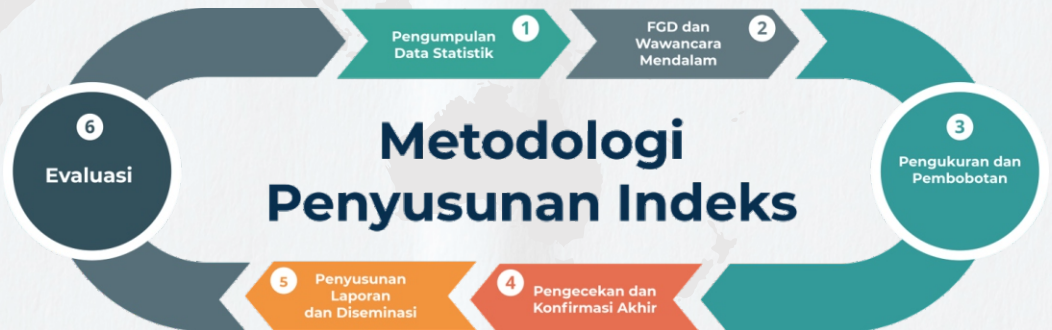 1
Pengumpulan
Data Statistik
2
FGD dan
Wawancara
Mendalam
3
Pengukuran dan
Pembobotan
4
Pengecekan dan
Konfirmasi Akhir
5
Penyusunan
Laporan
dan Diseminasi
6
Evaluasi
Metodologi
Penyusunan Indeks